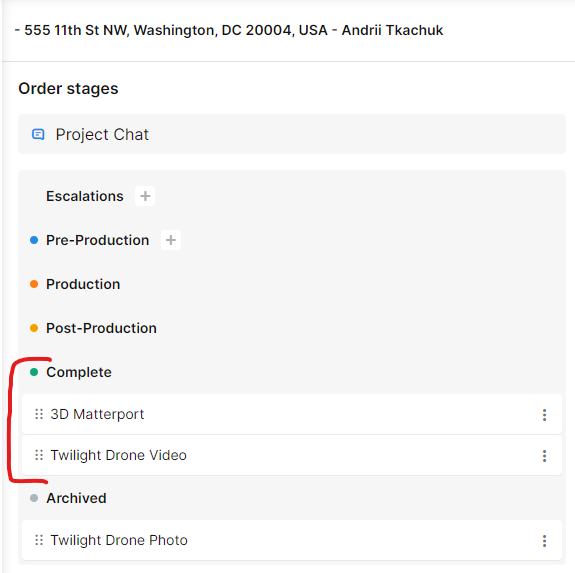 - 555 11th St NW, Washington, DC 20004, USA - Andrii Tkachuk
Order stages
Project Chat
Escalations +
Pre-Production +
Production
Post-Production
Complete
3D Matterport
Twilight Drone Video
Archived
Twilight Drone Photo